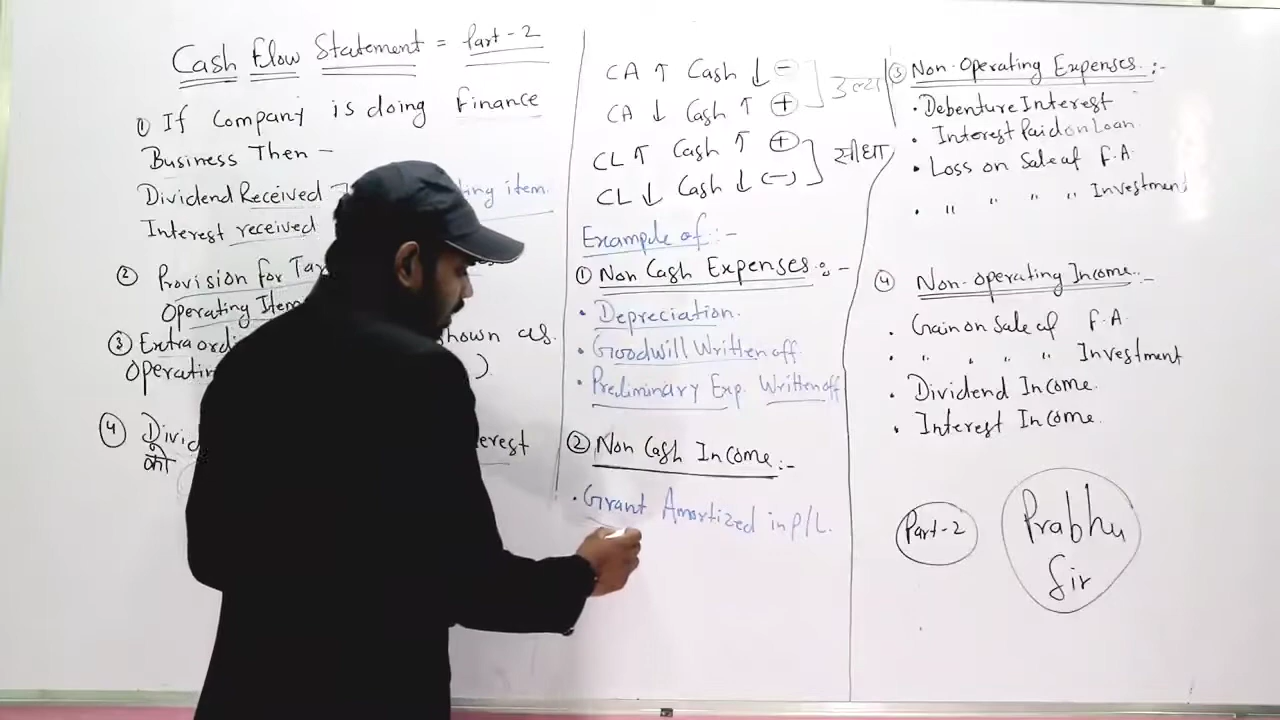 Cash Flow Statement = Part-2
① If Company is doing Finance
Business Then -
Dividend Received
Interest received
ing item.
② Provision for Tax
Operating Item
③ Extraordi
shown as
Operatin
).
④ Divid
erest
को
CA ↑ Cash ↓ ⊖
CA ↓ Cash ↑ ⊕
उल्टा
CL ↑ Cash ↑ ⊕
CL ↓ Cash ↓ (-)
सीधा
Example of :-
① Non Cash Expenses :-
• Depreciation.
• Goodwill Written off
• Preliminary Exp. Written off
② Non Cash Income :-
• Grant Amortized in P/L.
③ Non-Operating Expenses :-
• Debenture Interest
• Interest Paid on Loan
• Loss on Sale of F.A.
• " " " " Investment
④ Non-operating Income :-
• Gain on Sale of F.A.
• " " " " Investment
• Dividend Income.
• Interest Income.
Part-2
Prabhu
Sir